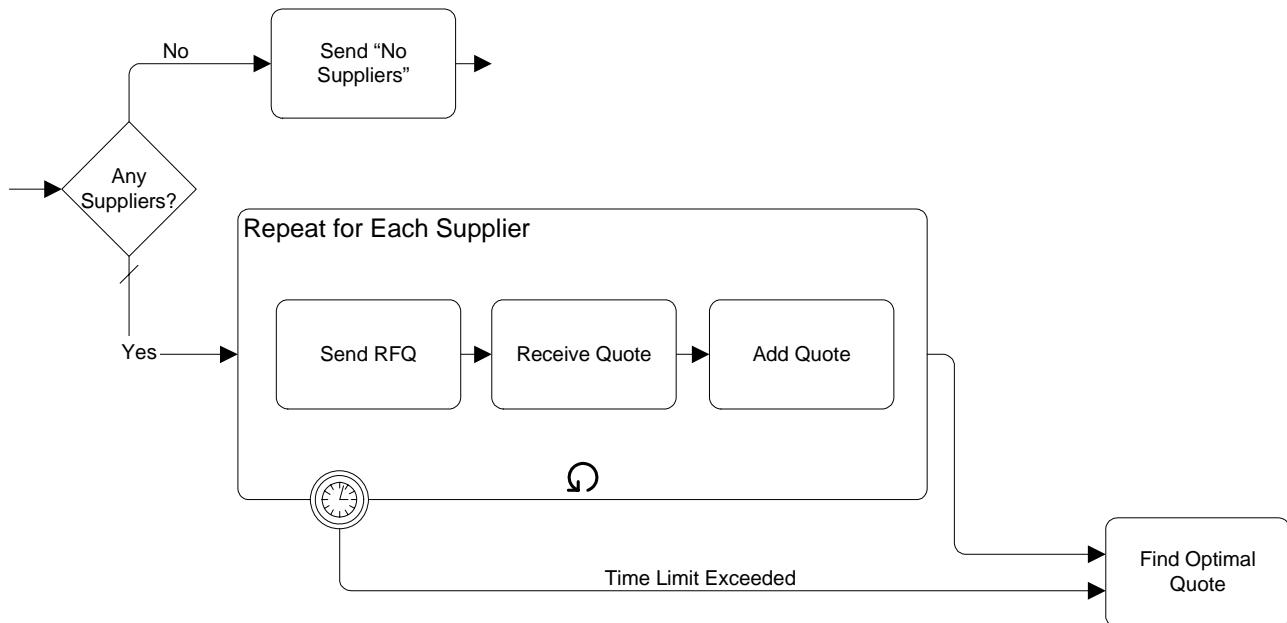 No
Send “No
Suppliers”
Any
Suppliers?
Repeat for Each Supplier
Send RFQ
Receive Quote
Add Quote
Yes
Time Limit Exceeded
Find Optimal
Quote